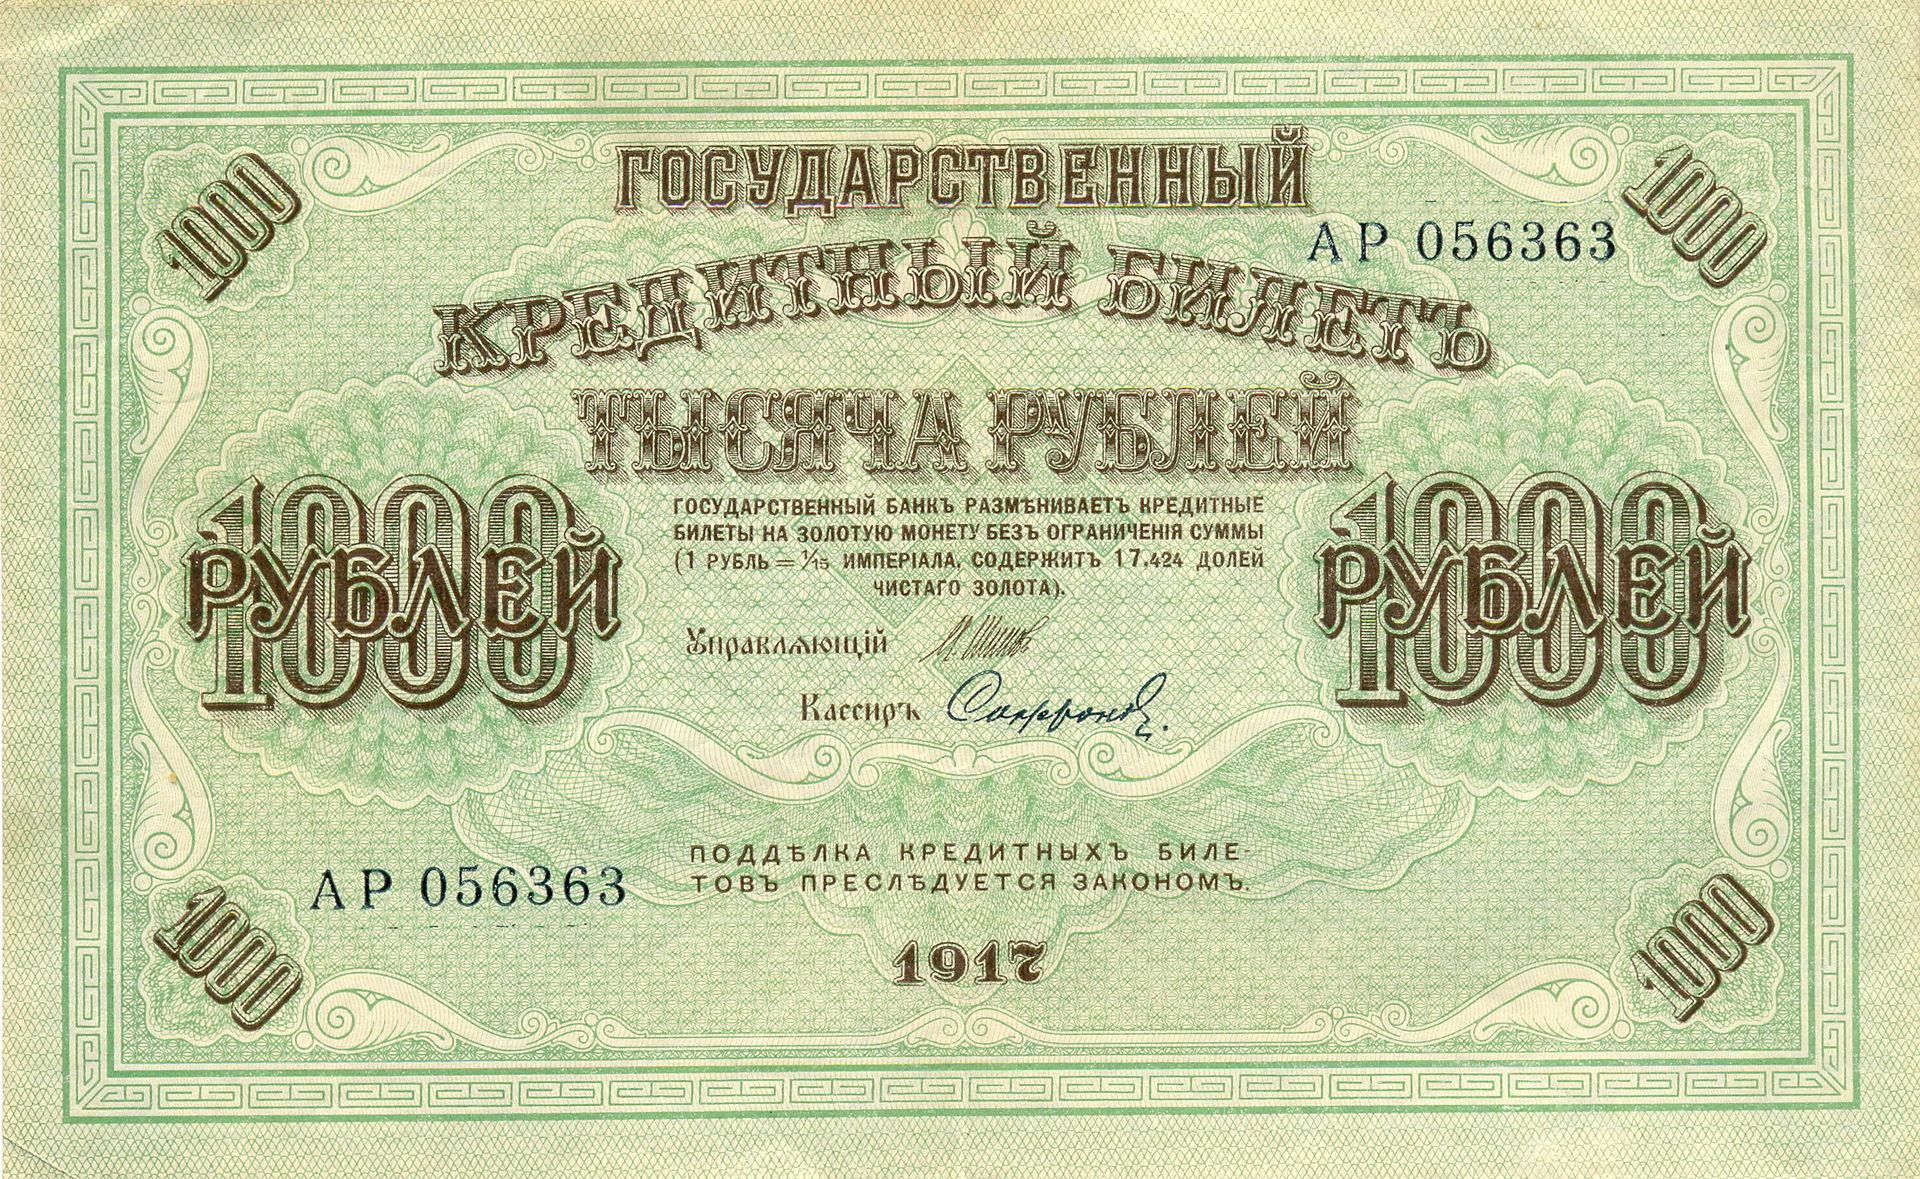 1000
1000
ГОСУДАРСТВЕННЫЙ
АР 056363
КРЕДИТНЫЙ БИЛЕТЪ
ТЫСЯЧА РУБЛЕЙ
1000
РУБЛЕЙ
ГОСУДАРСТВЕННЫЙ БАНКЪ РАЗМѢНИВАЕТЪ КРЕДИТНЫЕ
БИЛЕТЫ НА ЗОЛОТУЮ МОНЕТУ БЕЗЪ ОГРАНИЧЕНІЯ СУММЫ
(1 РУБЛЬ = 1/15 ИМПЕРІАЛА, СОДЕРЖИТЪ 17.424 ДОЛЕЙ
ЧИСТАГО ЗОЛОТА).
1000
РУБЛЕЙ
Управляющій
Кассиръ
ПОДДѢЛКА КРЕДИТНЫХЪ БИЛЕ-
ТОВЪ ПРЕСЛѢДУЕТСЯ ЗАКОНОМЪ.
АР 056363
1917
1000
1000